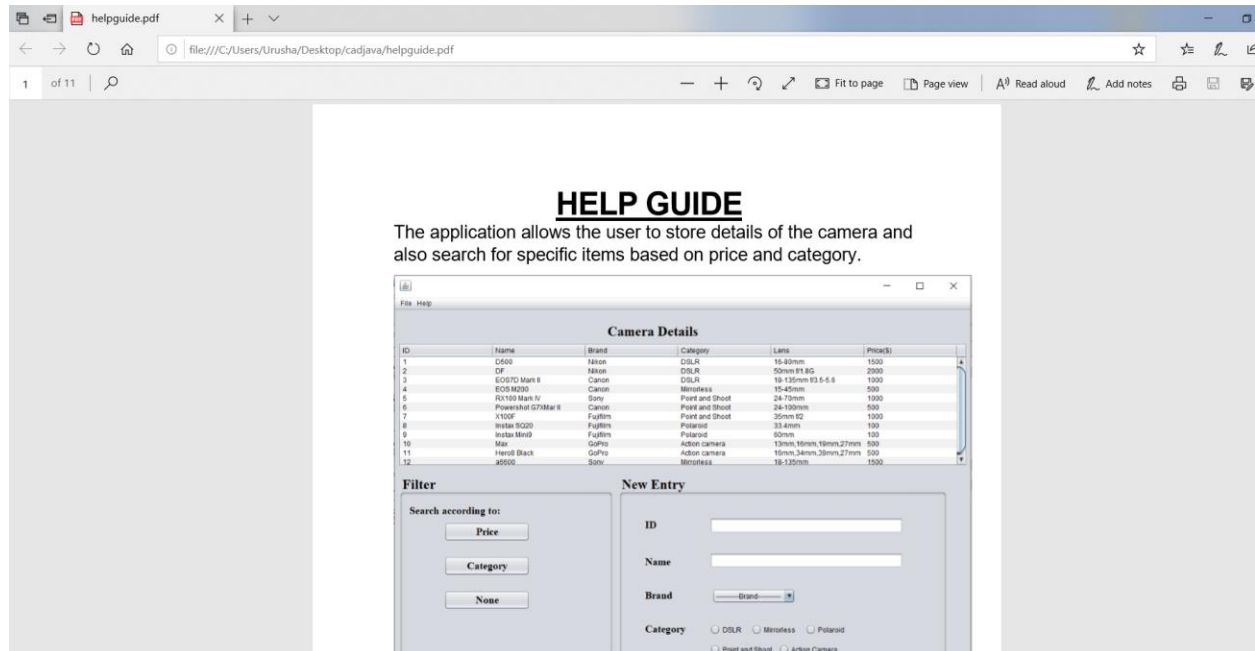 helpguide.pdf
file:///C:/Users/Urusha/Desktop/cadjava/helpguide.pdf
1 of 11 Fit to page Page view Read aloud Add notes
HELP GUIDE
The application allows the user to store details of the camera and
also search for specific items based on price and category.
File Help
Camera Details
ID Name Brand Category Lens Price($)
1 D500 Nikon DSLR 16-80mm 1500
2 DF Nikon DSLR 50mm f/1.8G 2000
3 EOS7D Mark II Canon DSLR 18-135mm f/3.5-5.6 1000
4 EOS M200 Canon Mirrorless 15-45mm 500
5 RX100 Mark IV Sony Point and Shoot 24-70mm 1000
6 Powershot G7XMar II Canon Point and Shoot 24-100mm 500
7 X100F Fujifilm Point and Shoot 35mm f/2 1000
8 Instax SQ20 Fujifilm Polaroid 33.4mm 100
9 Instax Mini9 Fujifilm Polaroid 60mm 100
10 Max GoPro Action camera 13mm,16mm,19mm,27mm 500
11 Hero8 Black GoPro Action camera 16mm,34mm,39mm,27mm 500
12 a6600 Sony Mirrorless 18-135mm 1500
Filter New Entry
Search according to:
ID
Price
Name
Category
Brand -------Brand-------
None
Category DSLR Mirrorless Polaroid
Point and Shoot Action Camera